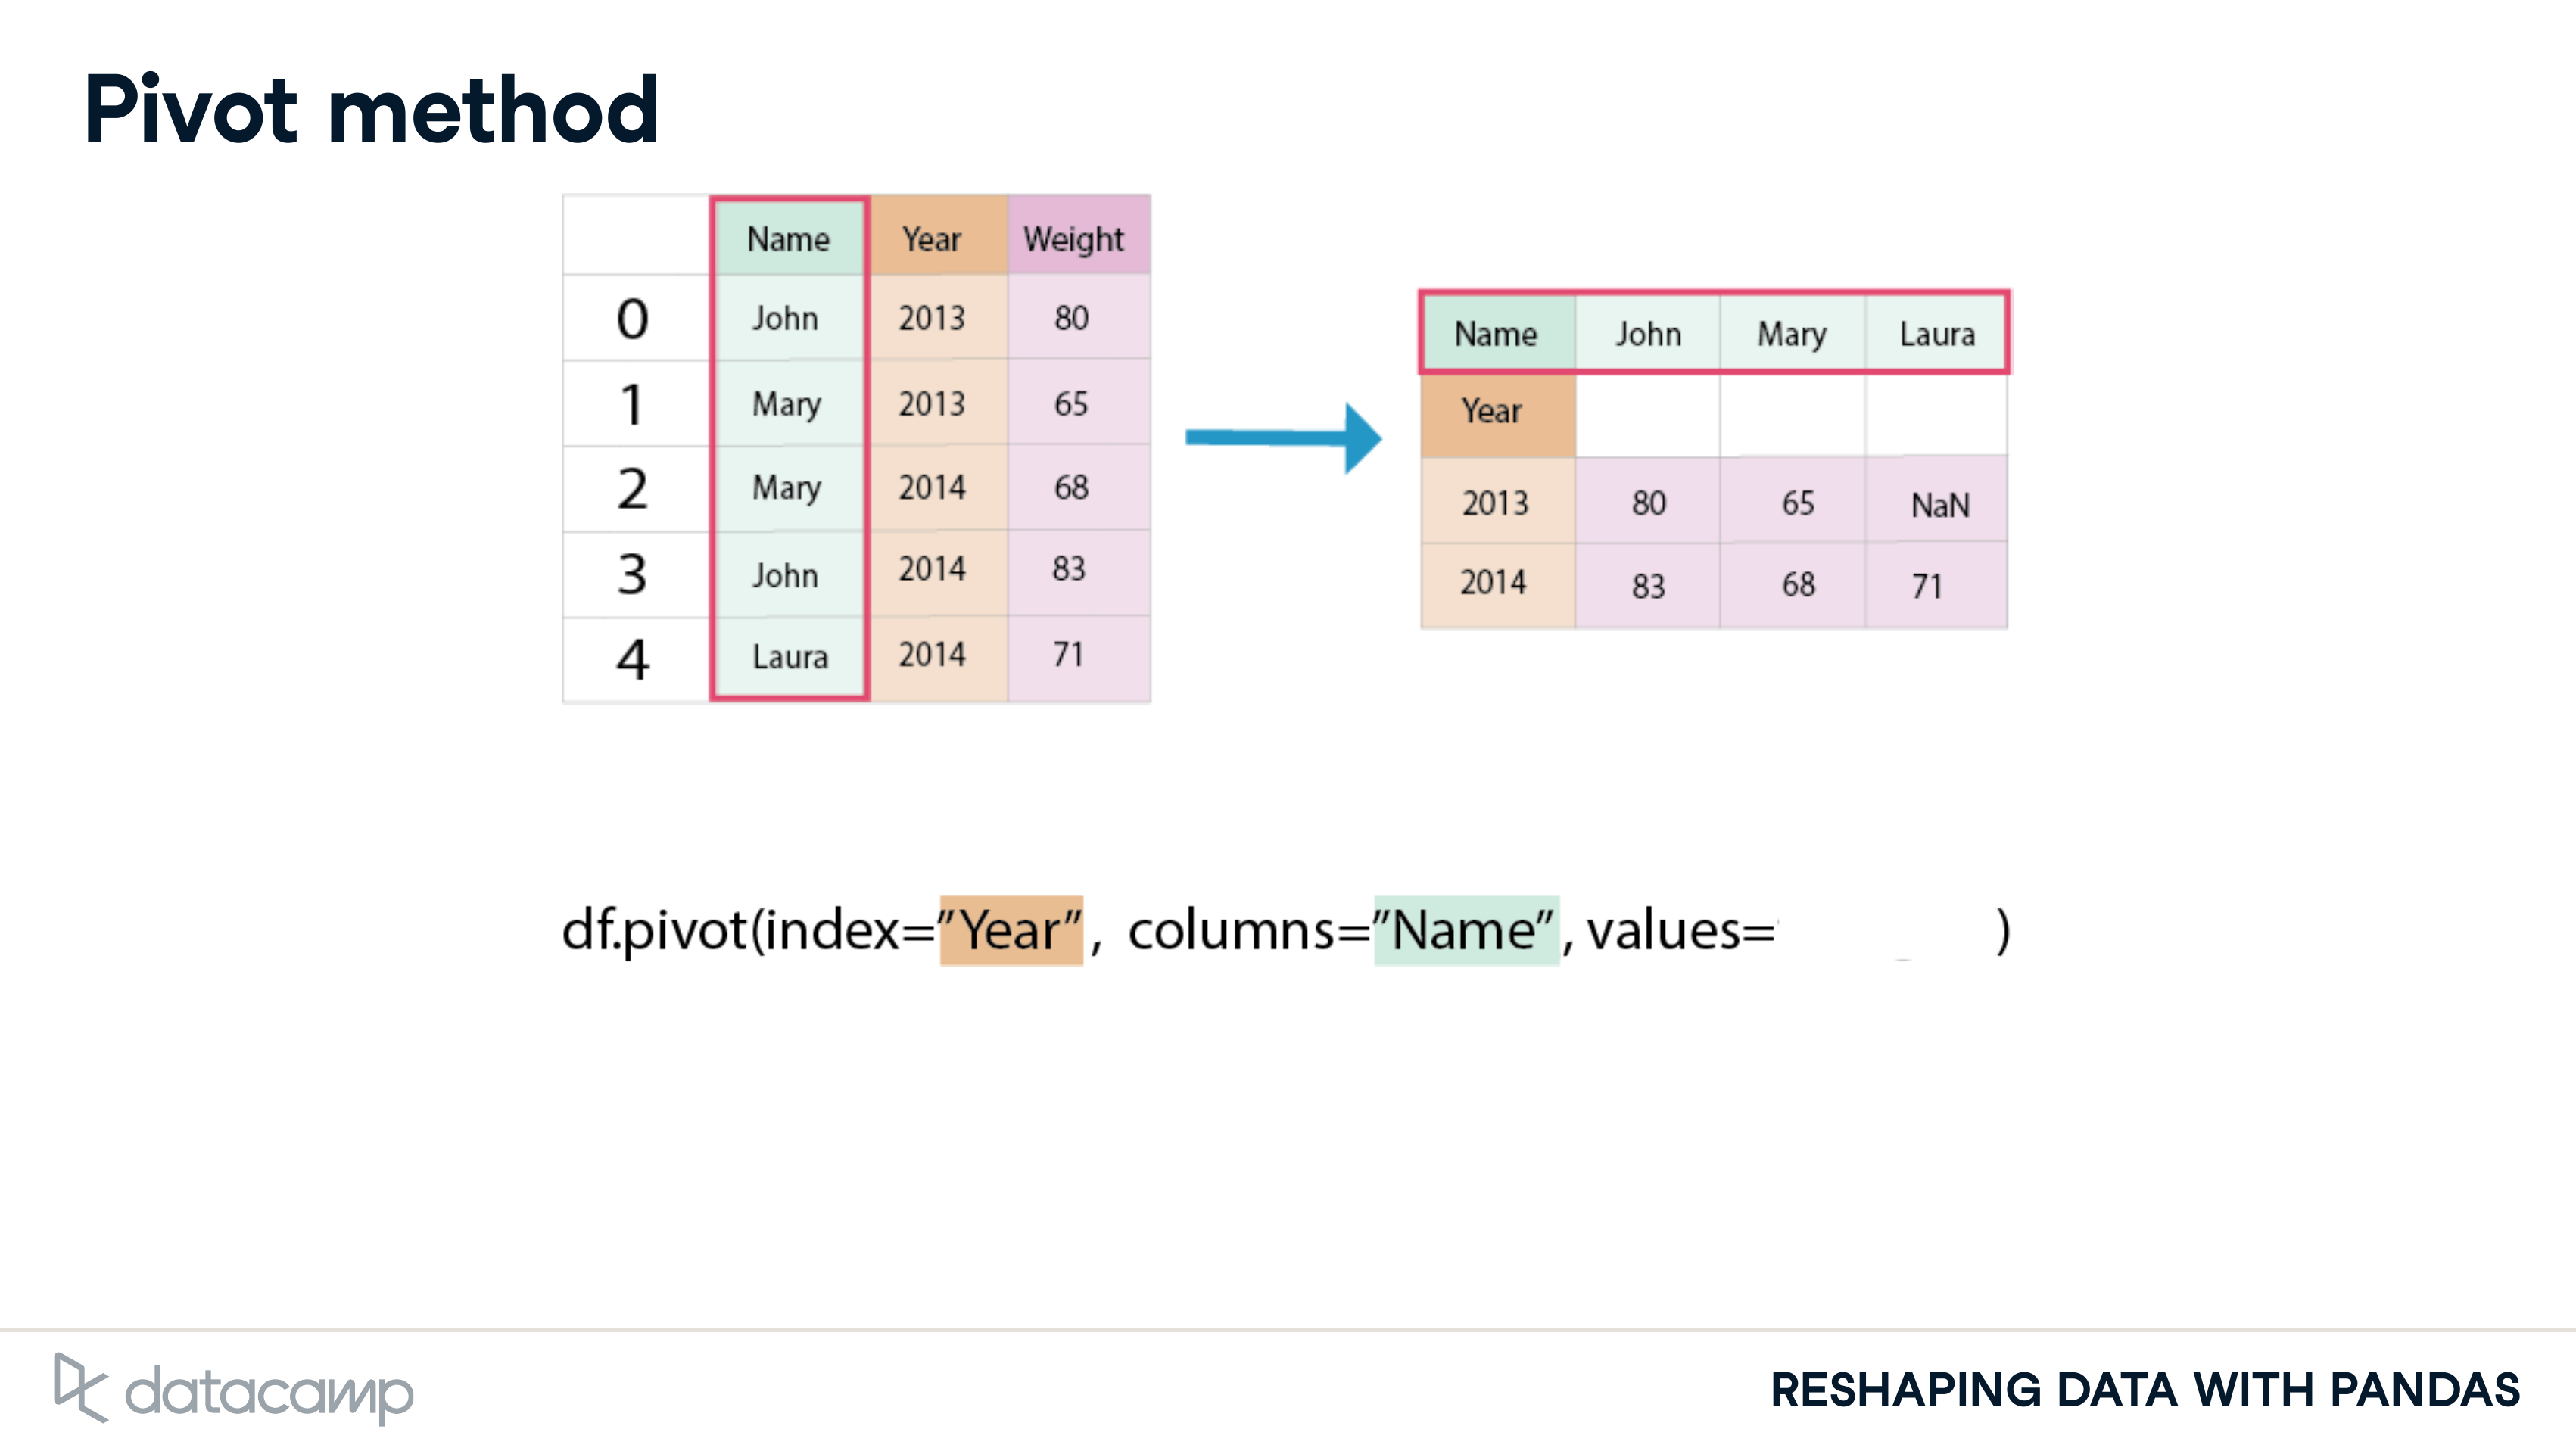 Pivot method
Name Year Weight
0 John 2013 80
1 Mary 2013 65
2 Mary 2014 68
3 John 2014 83
4 Laura 2014 71
Name John Mary Laura
Year
2013 80 65 NaN
2014 83 68 71
df.pivot(index=”Year”, columns=”Name”, values= )
datacamp
RESHAPING DATA WITH PANDAS